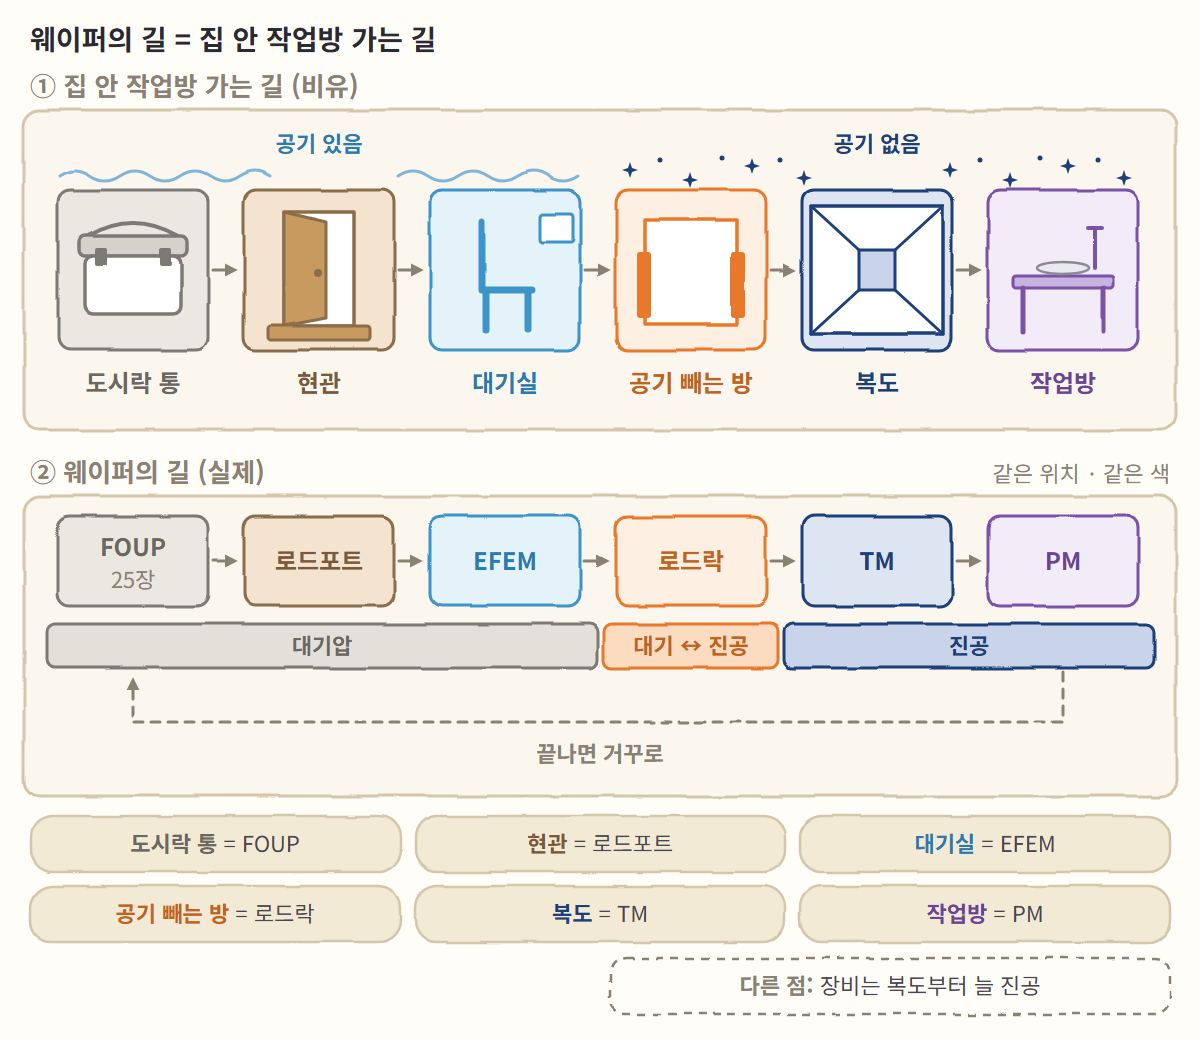 웨이퍼의 길 = 집 안 작업방 가는 길
① 집 안 작업방 가는 길 (비유)
공기 있음
공기 없음
도시락 통
현관
대기실
공기 빼는 방
복도
작업방
② 웨이퍼의 길 (실제)
같은 위치 · 같은 색
FOUP
25장
로드포트
EFEM
로드락
TM
PM
대기압
대기 ↔ 진공
진공
끝나면 거꾸로
도시락 통 = FOUP
현관 = 로드포트
대기실 = EFEM
공기 빼는 방 = 로드락
복도 = TM
작업방 = PM
다른 점: 장비는 복도부터 늘 진공